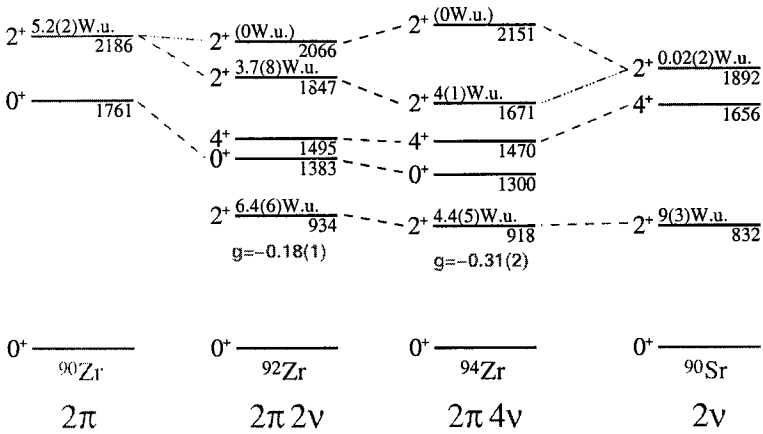 2+ 5.2(2)W.u.
2186
0+
1761
0+
90Zr
2π
2+ (0W.u.)
2066
2+ 3.7(8)W.u.
1847
4+
1495
0+
1383
2+ 6.4(6)W.u.
934
g=-0.18(1)
0+
92Zr
2π 2ν
2+ (0W.u.)
2151
2+ 4(1)W.u.
1671
4+
1470
0+
1300
2+ 4.4(5)W.u.
918
g=-0.31(2)
0+
94Zr
2π 4ν
2+ 0.02(2)W.u.
1892
4+
1656
2+ 9(3)W.u.
832
0+
90Sr
2ν